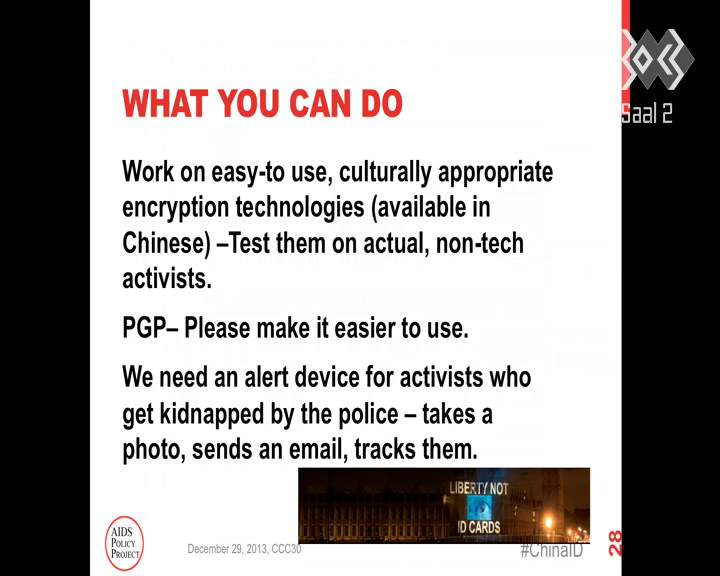 Saal 2
WHAT YOU CAN DO
Work on easy-to use, culturally appropriate
encryption technologies (available in
Chinese) –Test them on actual, non-tech
activists.
PGP– Please make it easier to use.
We need an alert device for activists who
get kidnapped by the police – takes a
photo, sends an email, tracks them.
LIBERTY NOT
ID CARDS
AIDS
POLICY
PROJECT
December 29, 2013, CCC30
#ChinaID
28